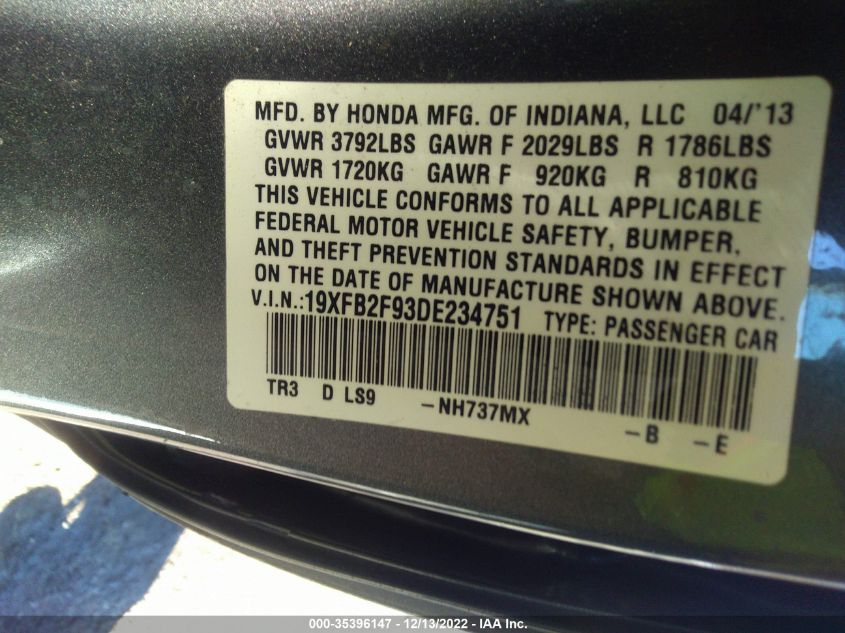 MFD. BY HONDA MFG. OF INDIANA, LLC 04/'13
GVWR 3792LBS GAWR F 2029LBS R 1786LBS
GVWR 1720KG GAWR F 920KG R 810KG
THIS VEHICLE CONFORMS TO ALL APPLICABLE
FEDERAL MOTOR VEHICLE SAFETY, BUMPER,
AND THEFT PREVENTION STANDARDS IN EFFECT
ON THE DATE OF MANUFACTURE SHOWN ABOVE.
V.I.N.:19XFB2F93DE234751 TYPE: PASSENGER CAR
TR3 D LS9 -NH737MX -B -E
000-35396147 - 12/13/2022 - IAA Inc.